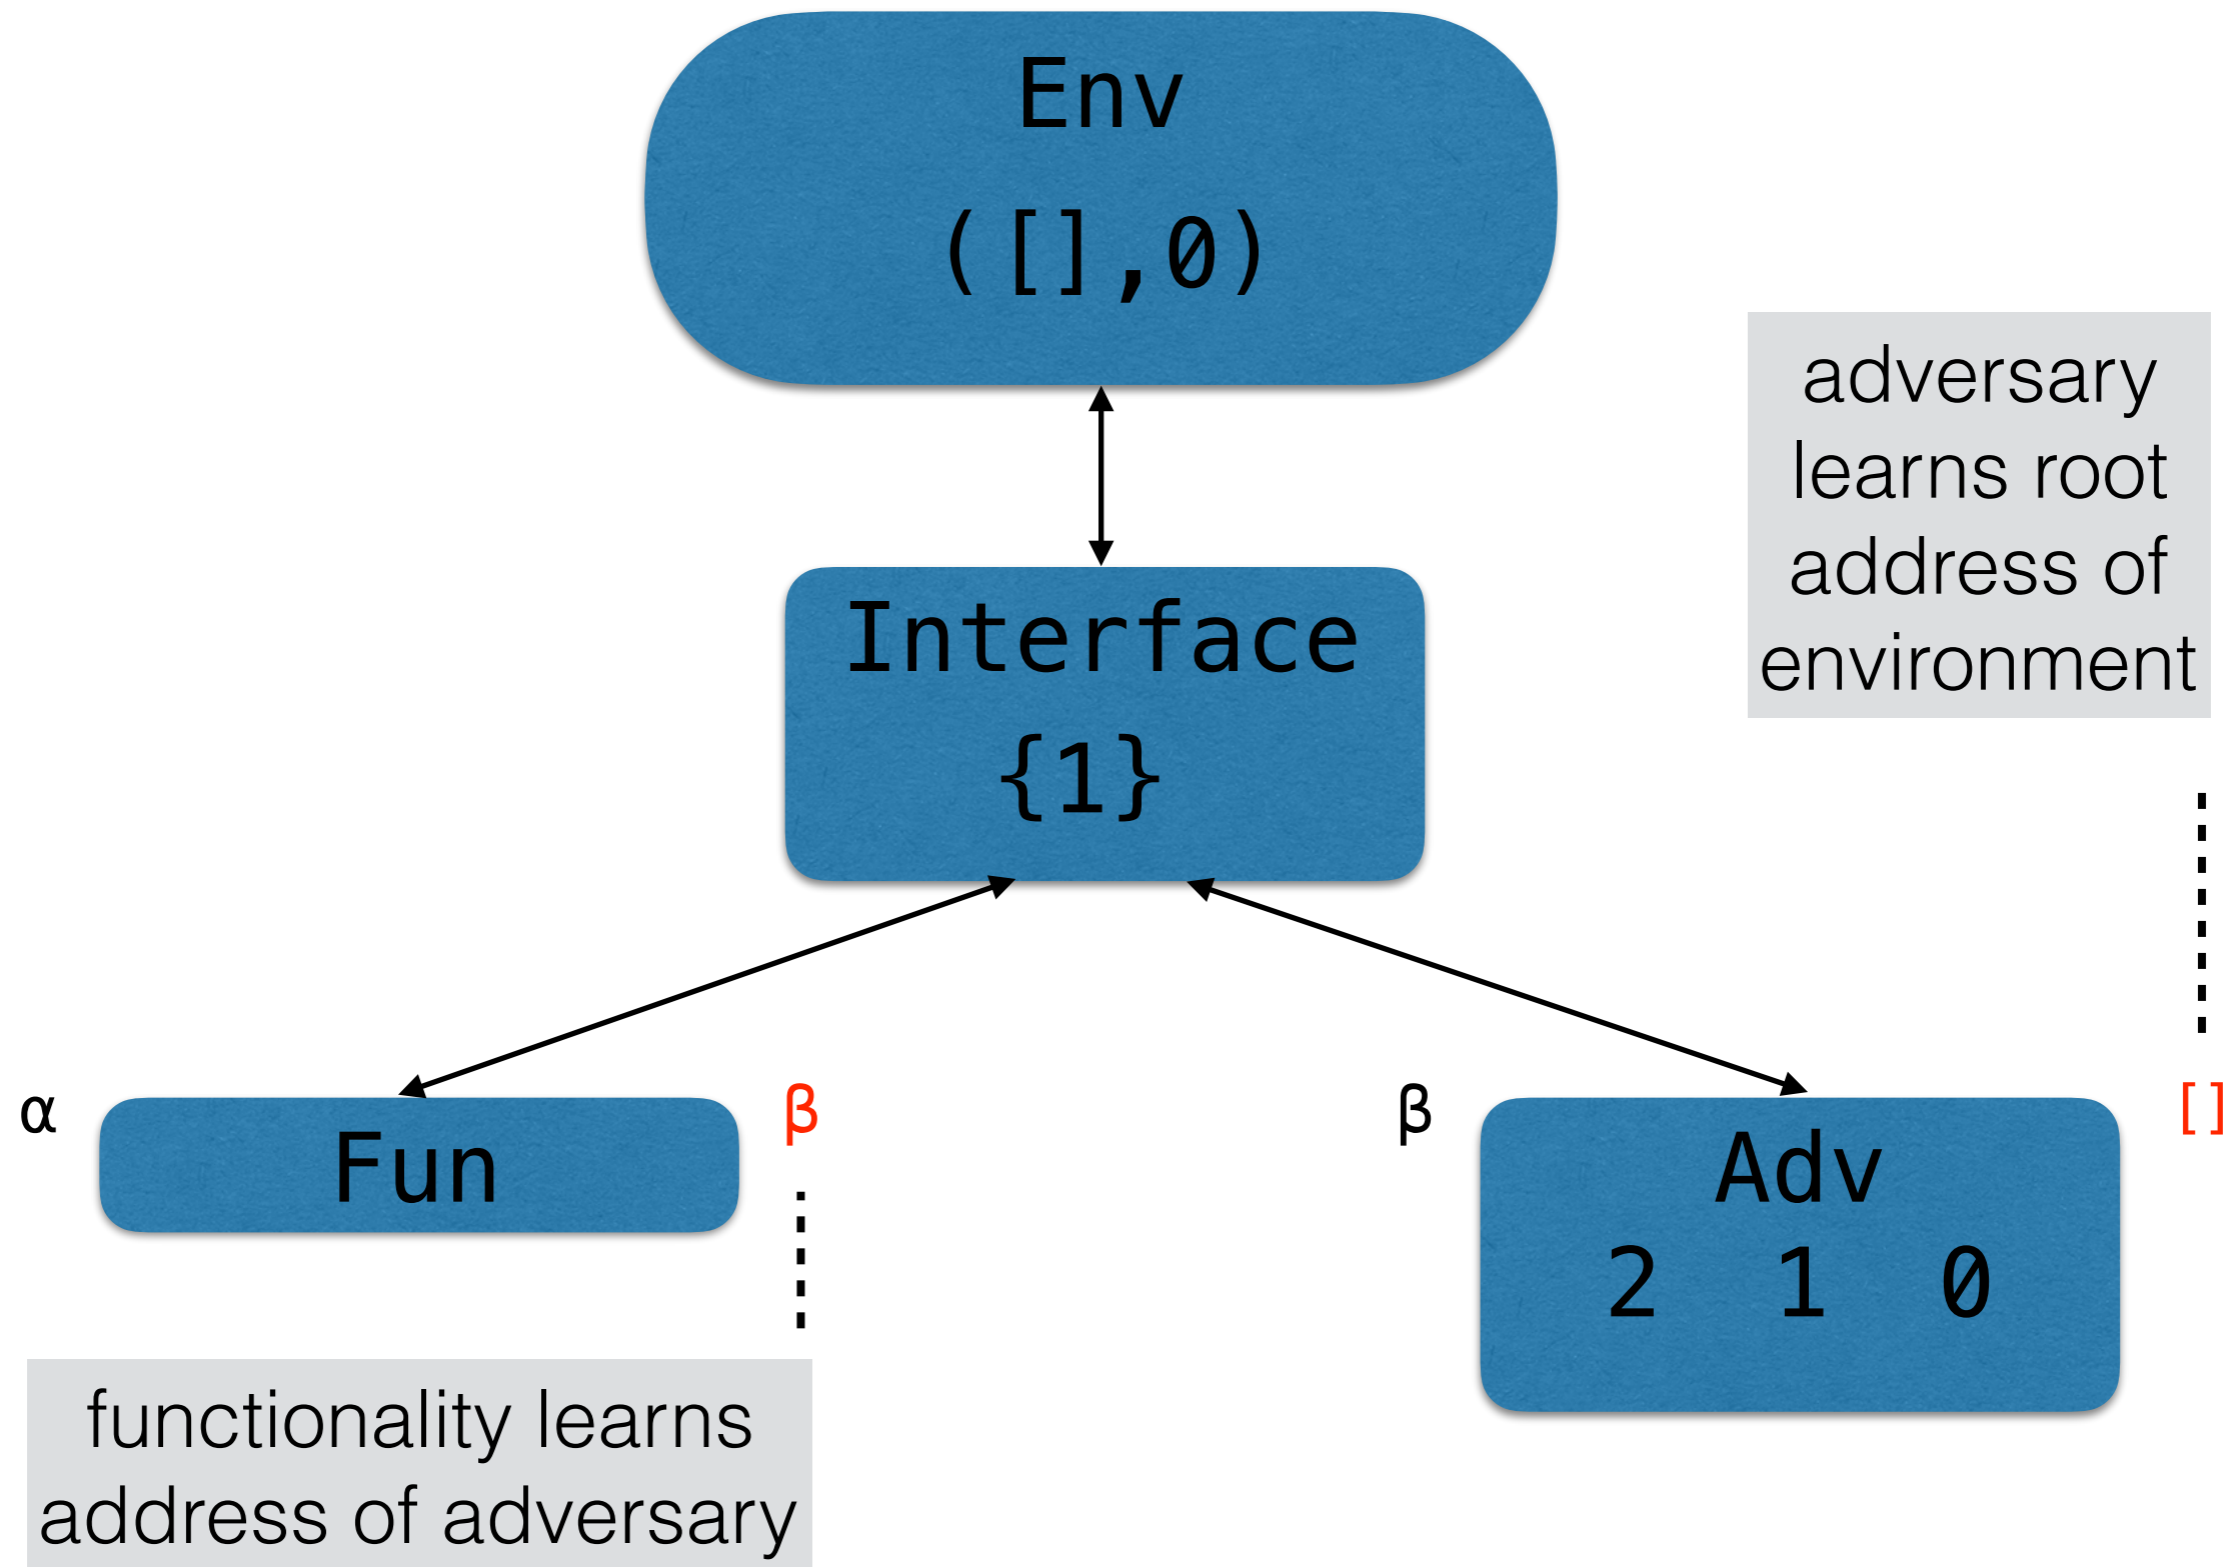 Env
([],0)
adversary
learns root
address of
environment
Interface
{1}
α
Fun
β
β
Adv
[]
2 1 0
functionality learns
address of adversary